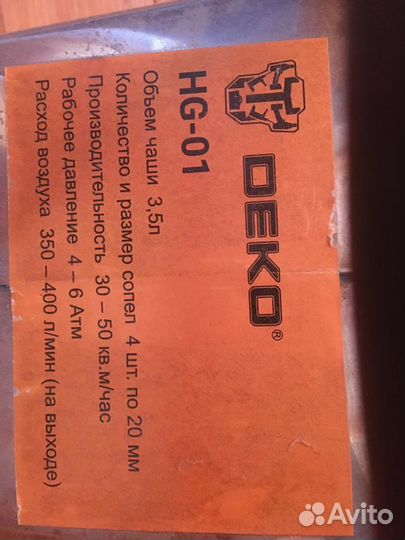 DEKO®
HG-01
Объем чаши 3,5л
Количество и размер сопел 4 шт. по 20 мм
Производительность 30 – 50 кв.м/час
Рабочее давление 4 – 6 Атм
Расход воздуха 350 – 400 л/мин (на выходе)
Avito